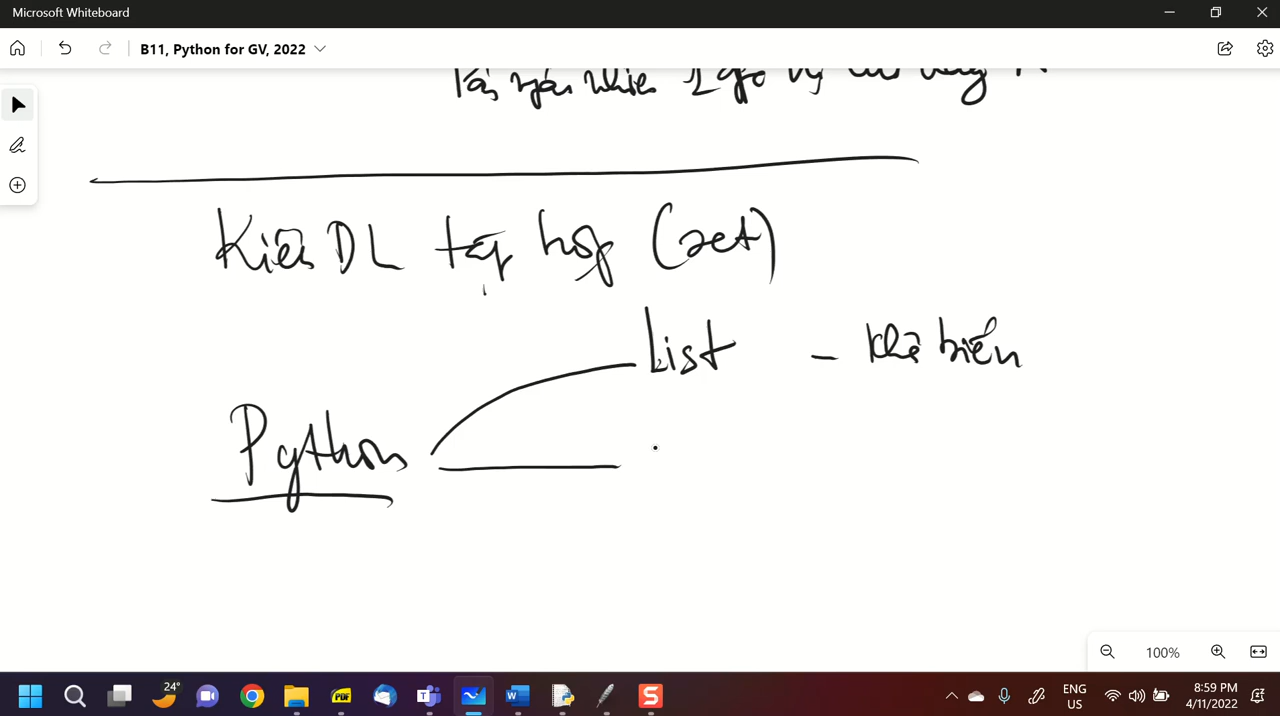 Microsoft Whiteboard
B11, Python for GV, 2022
Kiểu DL tập hợp (set)
List - khả biến
Python
100%
24°
ENG
US
8:59 PM
4/11/2022